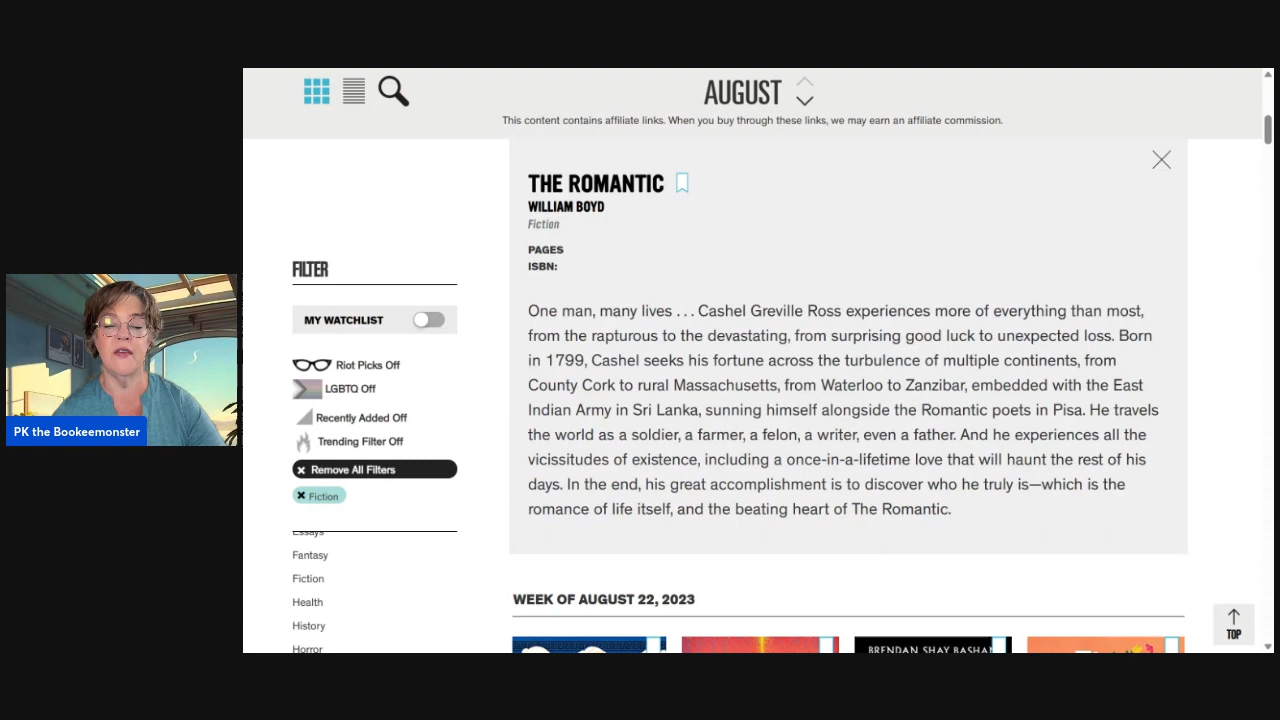 AUGUST
This content contains affiliate links. When you buy through these links, we may earn an affiliate commission.
THE ROMANTIC
WILLIAM BOYD
Fiction
PAGES
ISBN:
One man, many lives . . . Cashel Greville Ross experiences more of everything than most,
from the rapturous to the devastating, from surprising good luck to unexpected loss. Born
in 1799, Cashel seeks his fortune across the turbulence of multiple continents, from
County Cork to rural Massachusetts, from Waterloo to Zanzibar, embedded with the East
Indian Army in Sri Lanka, sunning himself alongside the Romantic poets in Pisa. He travels
the world as a soldier, a farmer, a felon, a writer, even a father. And he experiences all the
vicissitudes of existence, including a once-in-a-lifetime love that will haunt the rest of his
days. In the end, his great accomplishment is to discover who he truly is—which is the
romance of life itself, and the beating heart of The Romantic.
FILTER
MY WATCHLIST
Riot Picks Off
LGBTQ Off
Recently Added Off
Trending Filter Off
Remove All Filters
Fiction
Essays
Fantasy
Fiction
Health
History
Horror
WEEK OF AUGUST 22, 2023
BRENDAN SHAY
TOP
PK the Bookeemonster